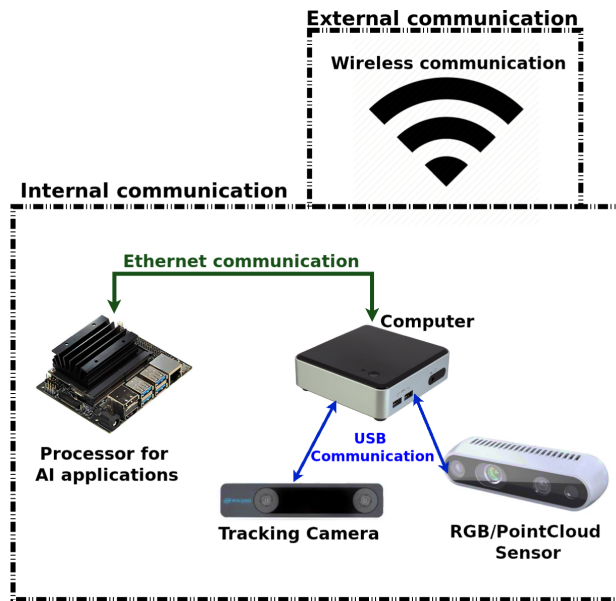 External communication
Wireless communication
Internal communication
Ethernet communication
Computer
Processor for
AI applications
USB
Communication
Tracking Camera
RGB/PointCloud
Sensor